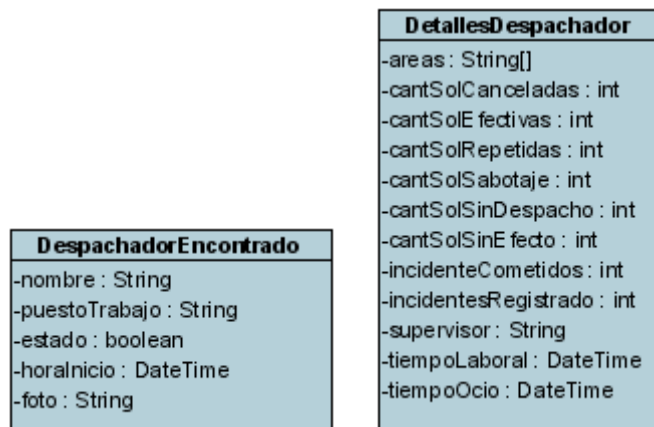 DetallesDespachador
-areas : String[]
-cantSolCanceladas : int
-cantSolEfectivas : int
-cantSolRepetidas : int
-cantSolSabotaje : int
-cantSolSinDespacho : int
-cantSolSinEfecto : int
-incidenteCometidos : int
-incidentesRegistrado : int
-supervisor : String
-tiempoLaboral : DateTime
-tiempoOcio : DateTime
DespachadorEncontrado
-nombre : String
-puestoTrabajo : String
-estado : boolean
-horaInicio : DateTime
-foto : String